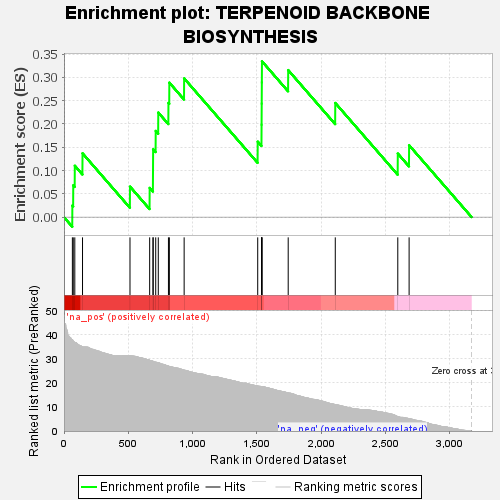 Enrichment plot: TERPENOID BACKBONE
BIOSYNTHESIS
Enrichment score (ES)
0.35
0.30
0.25
0.20
0.15
0.10
0.05
0.00
'na_pos' (positively correlated)
Ranked list metric (PreRanked)
50
40
30
20
10
0
Zero cross at 3
'na_neg' (negatively correlated)
0
500
1,000
1,500
2,000
2,500
3,000
Rank in Ordered Dataset
Enrichment profile
Hits
Ranking metric scores